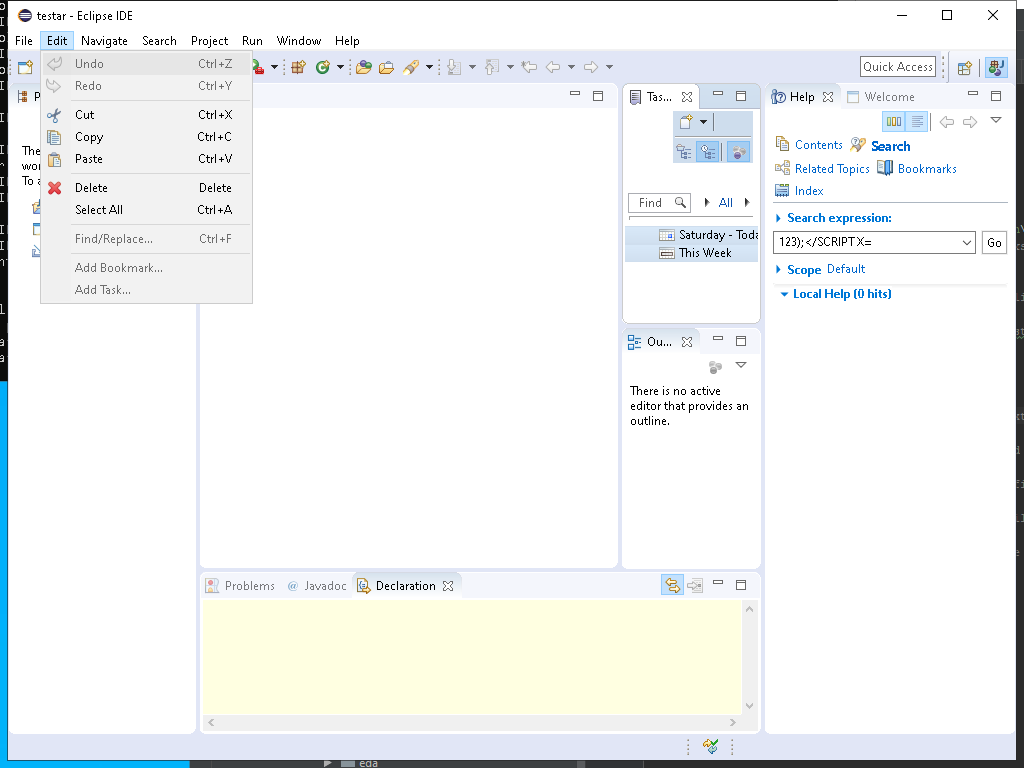 testar - Eclipse IDE
File Edit Navigate Search Project Run Window Help
Undo Ctrl+Z
Redo Ctrl+Y
Cut Ctrl+X
Copy Ctrl+C
Paste Ctrl+V
Delete Delete
Select All Ctrl+A
Find/Replace... Ctrl+F
Add Bookmark...
Add Task...
Quick Access
P
The
wor
To a
Tas...
Find
All
Saturday - Toda
This Week
Ou...
There is no active
editor that provides an
outline.
Help Welcome
Contents Search
Related Topics Bookmarks
Index
Search expression:
123);</SCRIPT X=
Go
Scope Default
Local Help (0 hits)
Problems @ Javadoc Declaration
eda